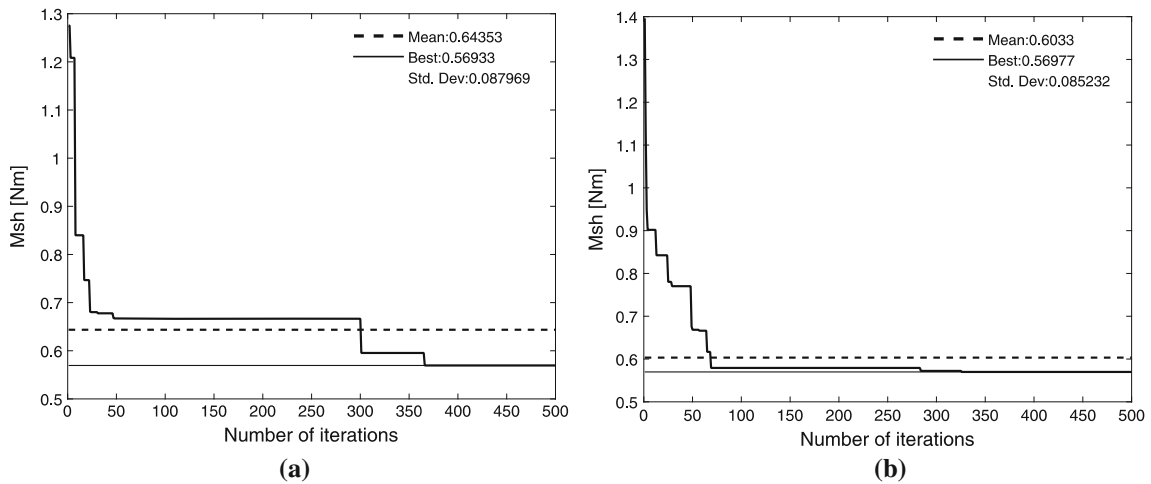 1.3
1.2
1.1
1
0.9
0.8
0.7
0.6
0.5
Msh [Nm]
Mean:0.64353
Best:0.56933
Std. Dev:0.087969
0 50 100 150 200 250 300 350 400 450 500
Number of iterations
(a)
1.4
1.3
1.2
1.1
1
0.9
0.8
0.7
0.6
0.5
Msh [Nm]
Mean:0.6033
Best:0.56977
Std. Dev:0.085232
0 50 100 150 200 250 300 350 400 450 500
Number of iterations
(b)